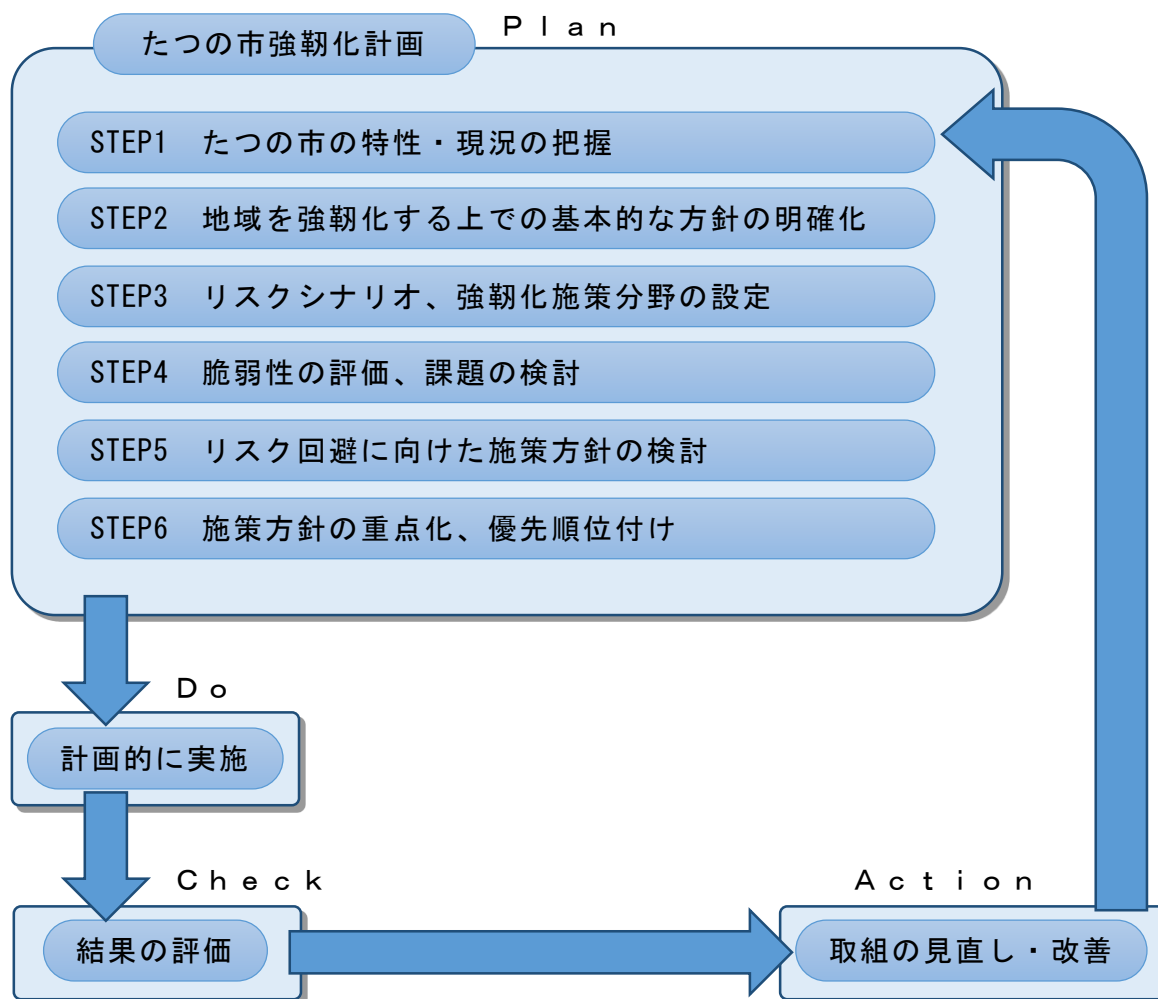 Ｐｌａｎ
たつの市強靭化計画
STEP1　たつの市の特性・現況の把握
STEP2　地域を強靭化する上での基本的な方針の明確化
STEP3　リスクシナリオ、強靭化施策分野の設定
STEP4　脆弱性の評価、課題の検討
STEP5　リスク回避に向けた施策方針の検討
STEP6　施策方針の重点化、優先順位付け
Ｄｏ
計画的に実施
Ｃｈｅｃｋ
結果の評価
Ａｃｔｉｏｎ
取組の見直し・改善